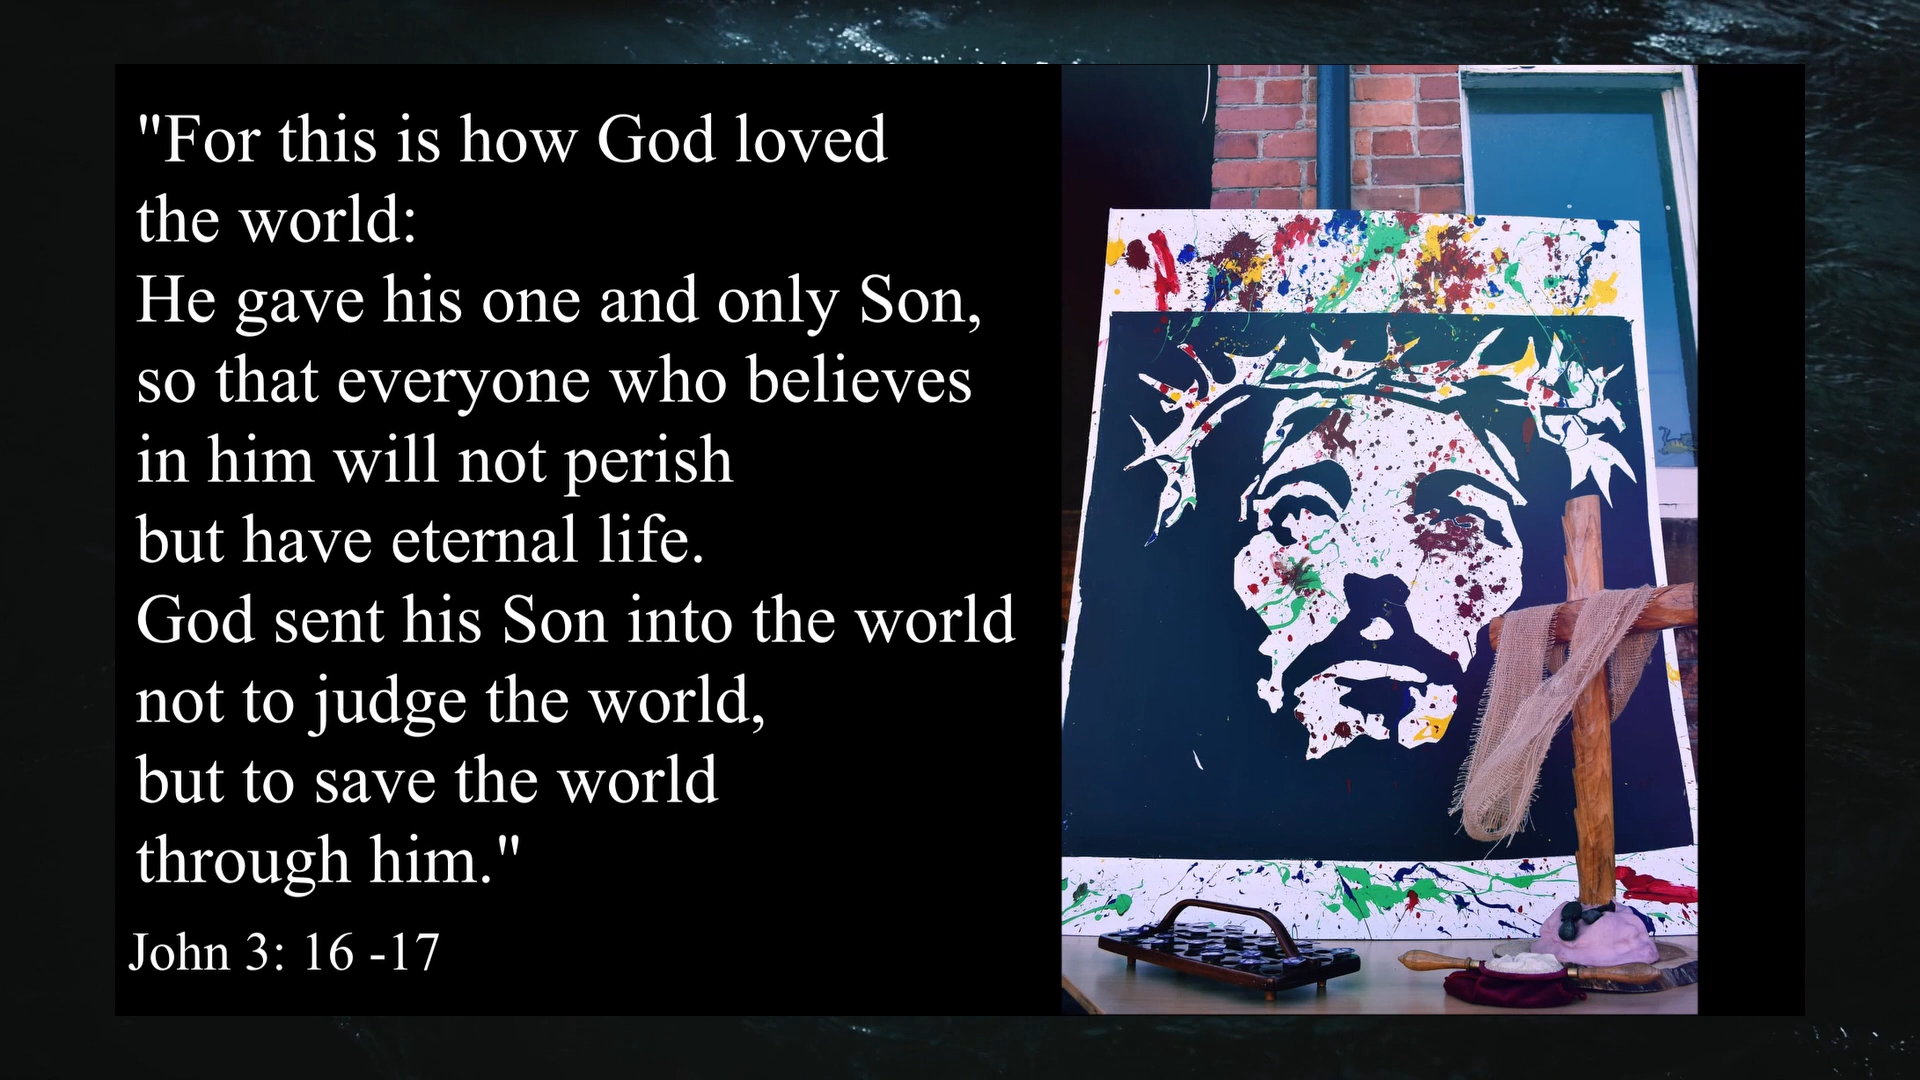 "For this is how God loved
the world:
He gave his one and only Son,
so that everyone who believes
in him will not perish
but have eternal life.
God sent his Son into the world
not to judge the world,
but to save the world
through him."
John 3: 16 -17